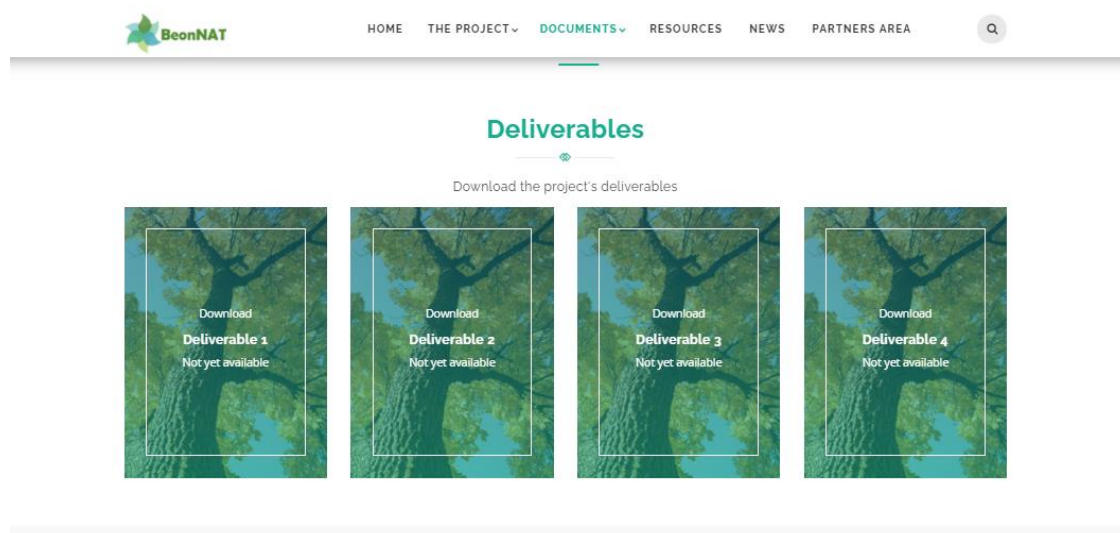 BeonNAT HOME THE PROJECT DOCUMENTS RESOURCES NEWS PARTNERS AREA
Deliverables
Download the project's deliverables
Download
Deliverable 1
Not yet available
Download
Deliverable 2
Not yet available
Download
Deliverable 3
Not yet available
Download
Deliverable 4
Not yet available